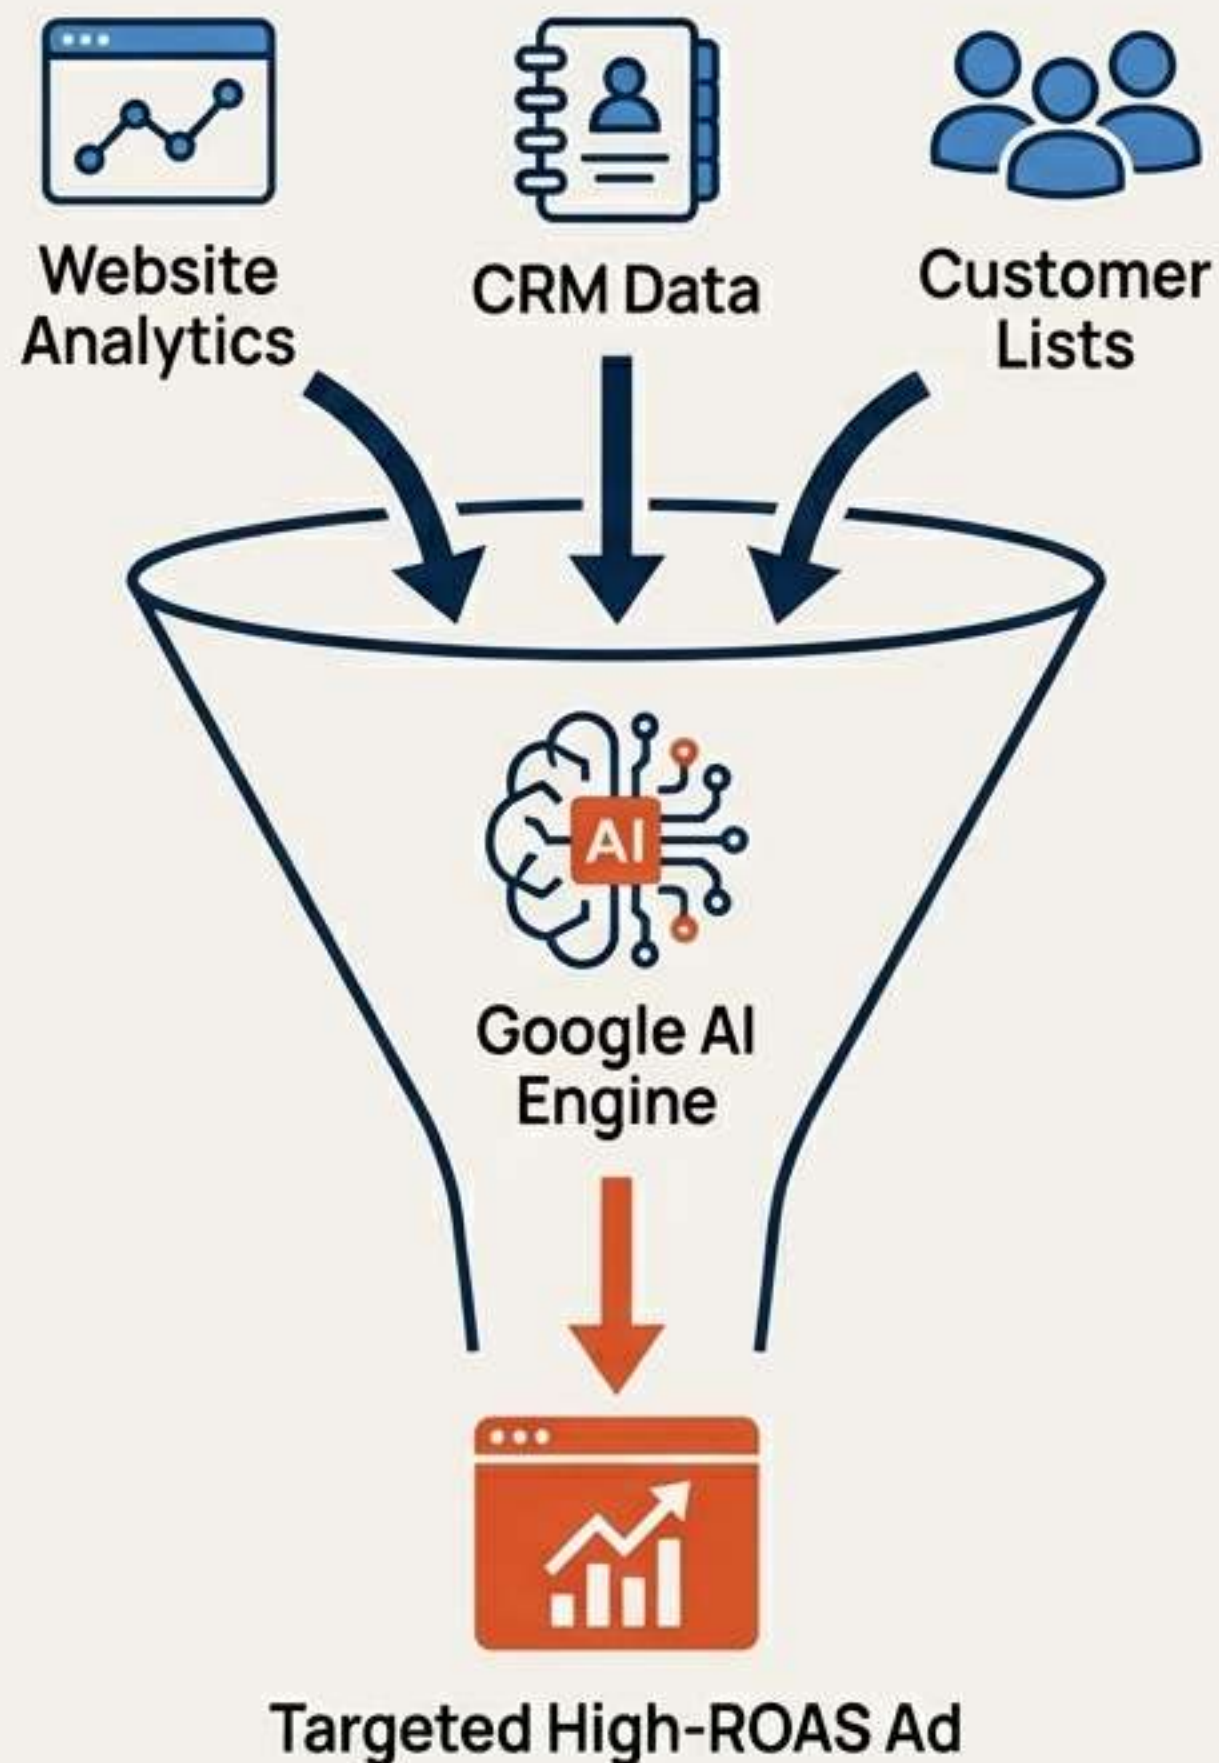 Website
Analytics
CRM Data
Customer
Lists
AI
Google AI
Engine
Targeted High-ROAS Ad